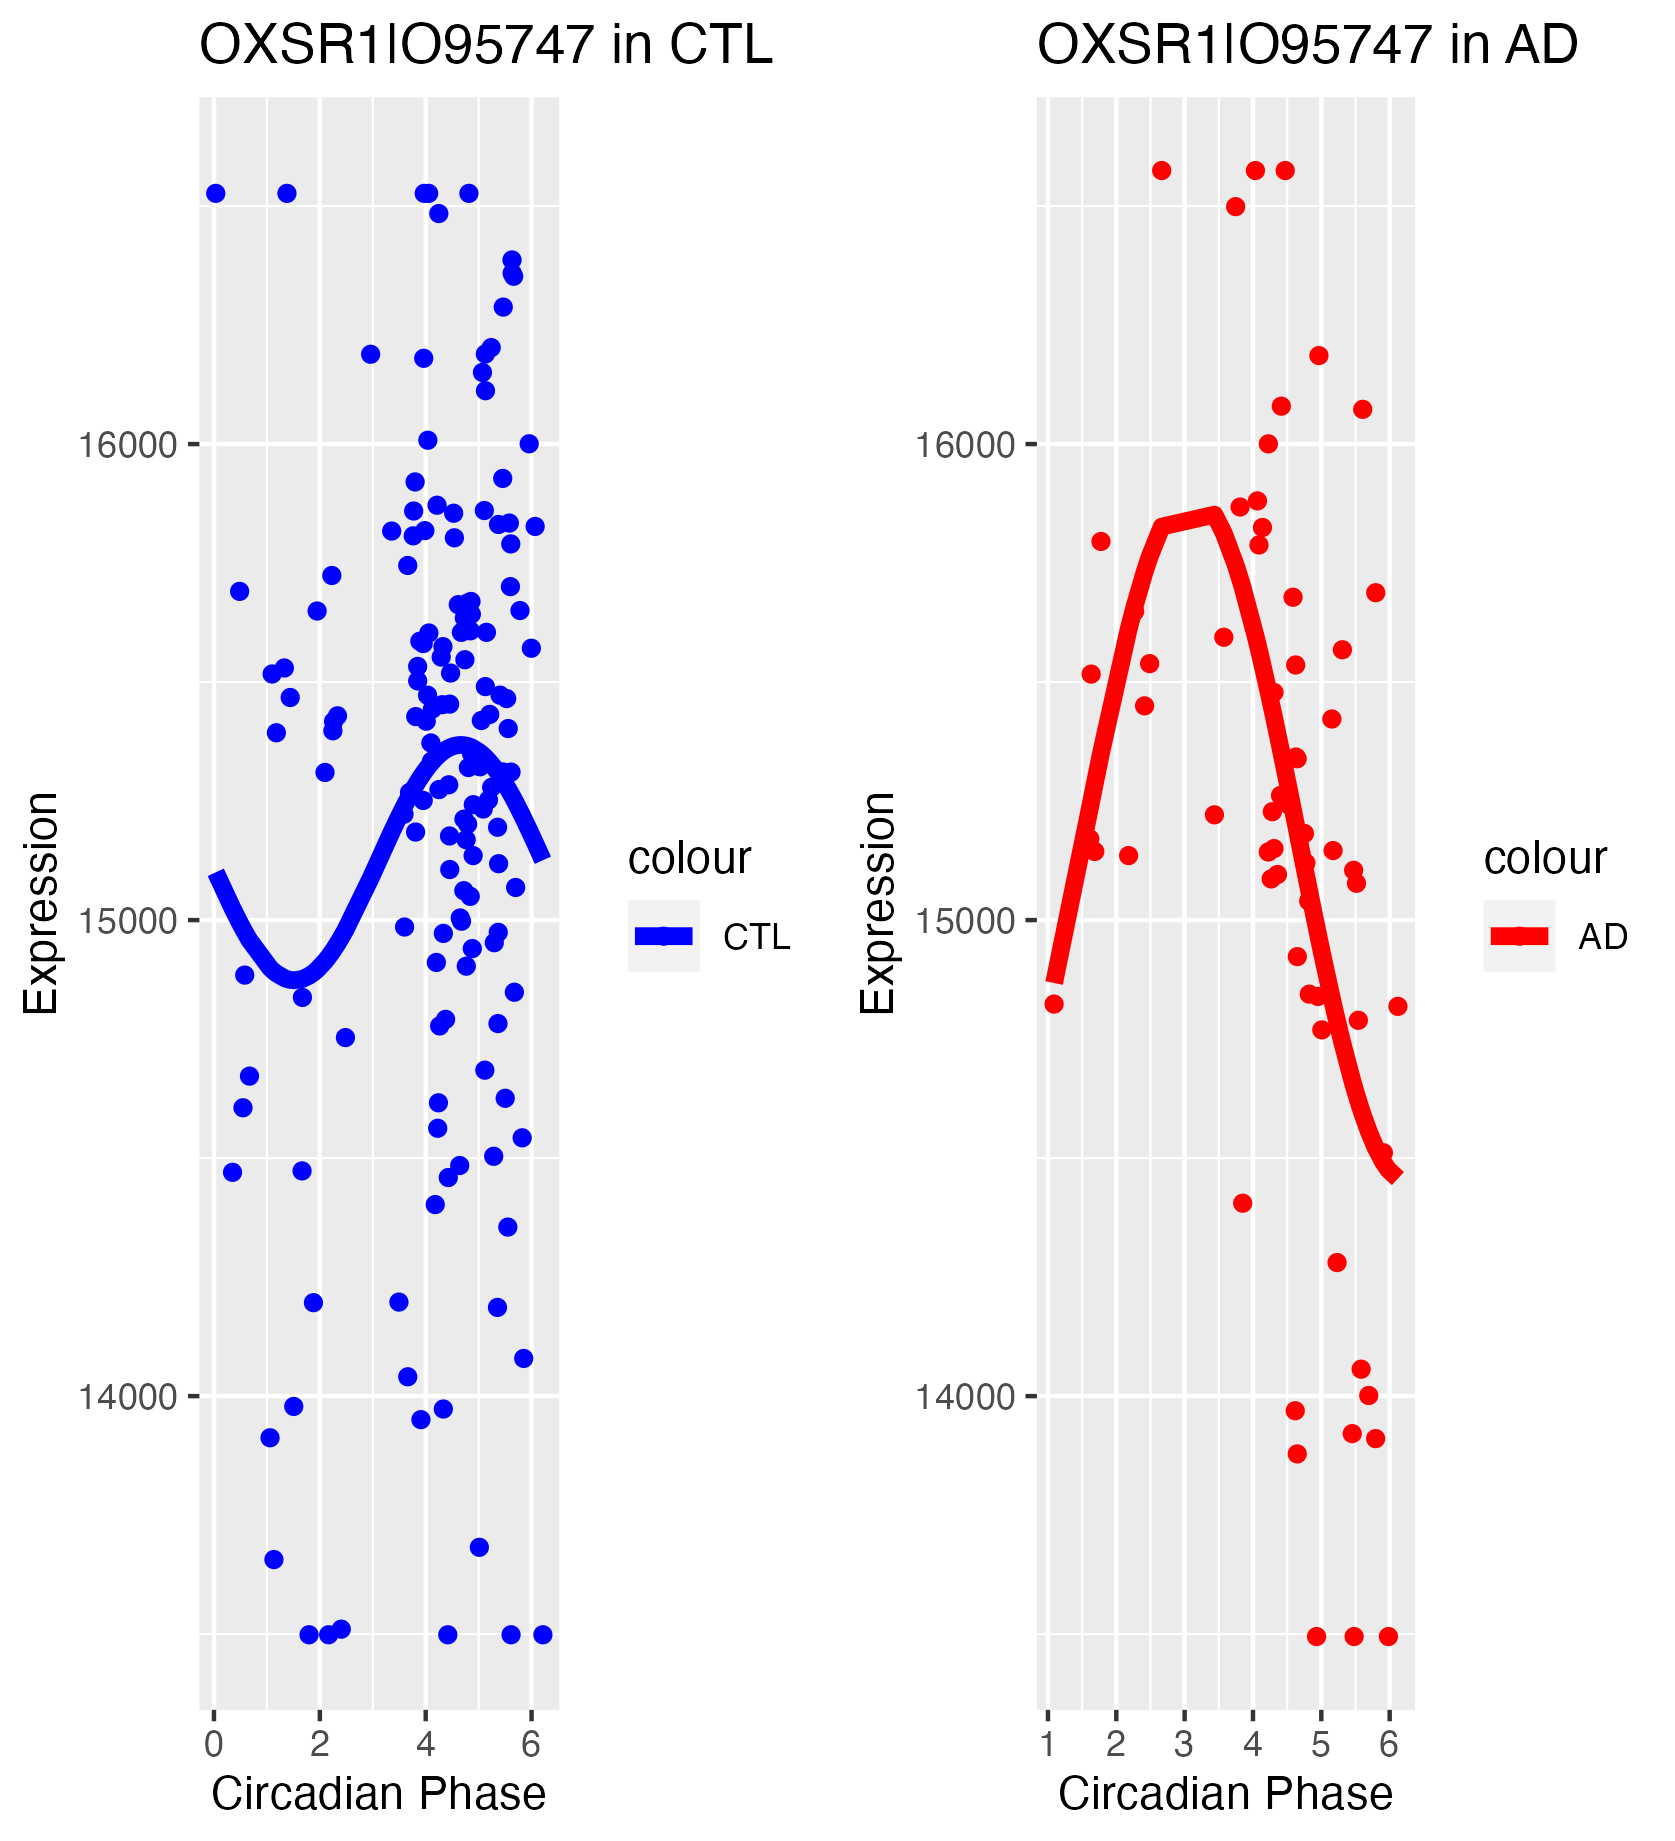 OXSR1|O95747 in CTL
Expression
16000
15000
14000
0 2 4 6
Circadian Phase
colour
CTL
OXSR1|O95747 in AD
Expression
16000
15000
14000
1 2 3 4 5 6
Circadian Phase
colour
AD